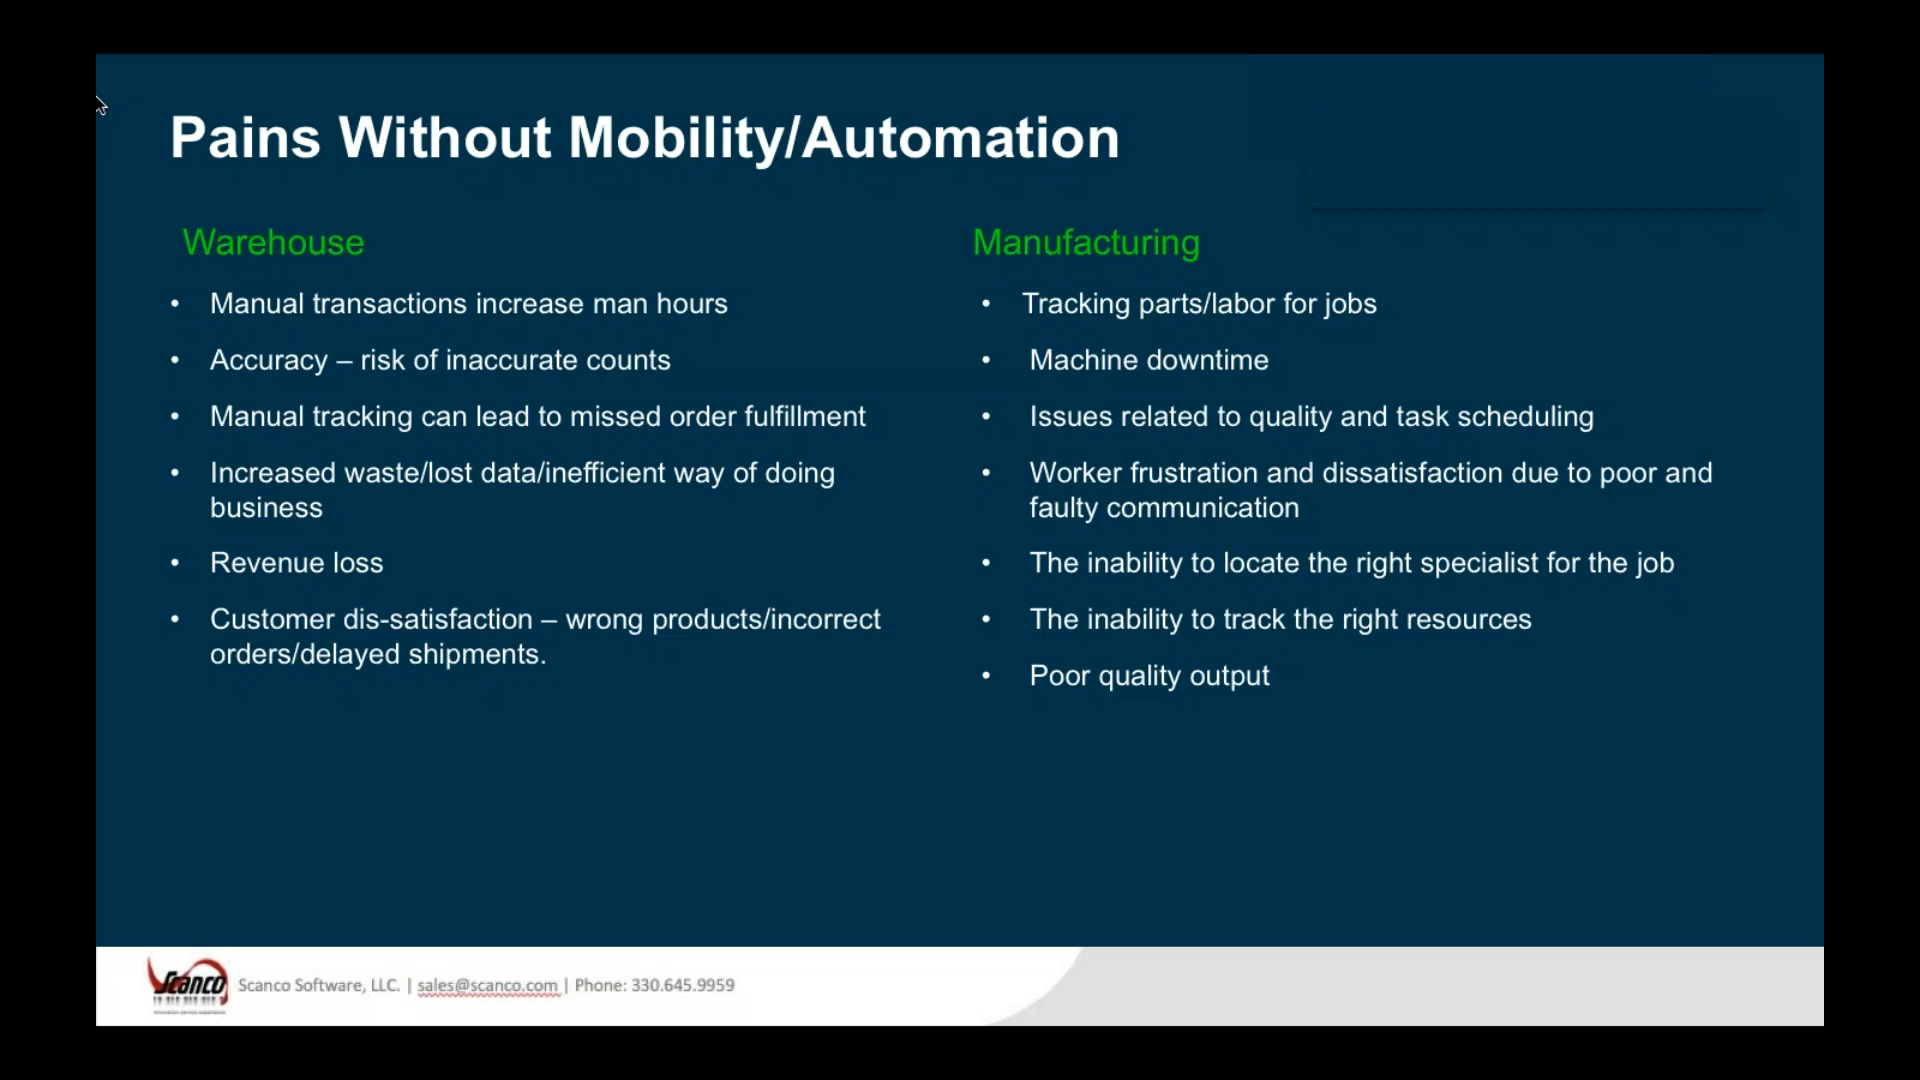 Pains Without Mobility/Automation
Warehouse
• Manual transactions increase man hours
• Accuracy – risk of inaccurate counts
• Manual tracking can lead to missed order fulfillment
• Increased waste/lost data/inefficient way of doing
business
• Revenue loss
• Customer dis-satisfaction – wrong products/incorrect
orders/delayed shipments.
Manufacturing
• Tracking parts/labor for jobs
• Machine downtime
• Issues related to quality and task scheduling
• Worker frustration and dissatisfaction due to poor and
faulty communication
• The inability to locate the right specialist for the job
• The inability to track the right resources
• Poor quality output
Scanco
Scanco Software, LLC. | sales@scanco.com | Phone: 330.645.9959